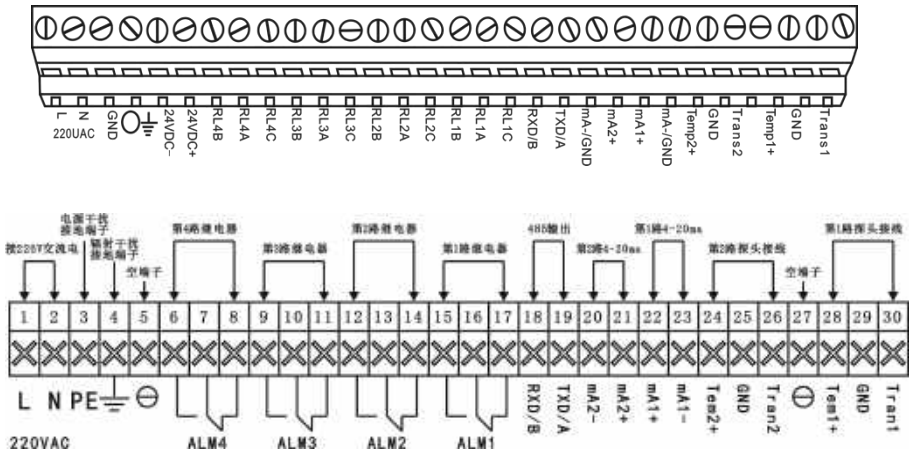 L
N
220UAC
GND
24VDC-
24VDC+
RL4B
RL4A
RL4C
RL3B
RL3A
RL3C
RL2B
RL2A
RL2C
RL1B
RL1A
RL1C
RXD/B
TXD/A
mA-/GND
mA2+
mA1+
mA-/GND
Temp2+
GND
Trans2
Temp1+
GND
Trans1
电源干扰
接地端子
接220V交流电
辐射干扰
接地端子
空端子
第4路继电器
第3路继电器
第2路继电器
第1路继电器
485输出
第2路4-20ma
第1路4-20ma
第2路探头接线
空端子
第1路探头接线
1 2 3 4 5 6 7 8 9 10 11 12 13 14 15 16 17 18 19 20 21 22 23 24 25 26 27 28 29 30
L N PE
RXD/B
TXD/A
mA2-
mA2+
mA1+
mA1-
Tem2+
GND
Tran2
Tem1+
GND
Tran1
220VAC ALM4 ALM3 ALM2 ALM1